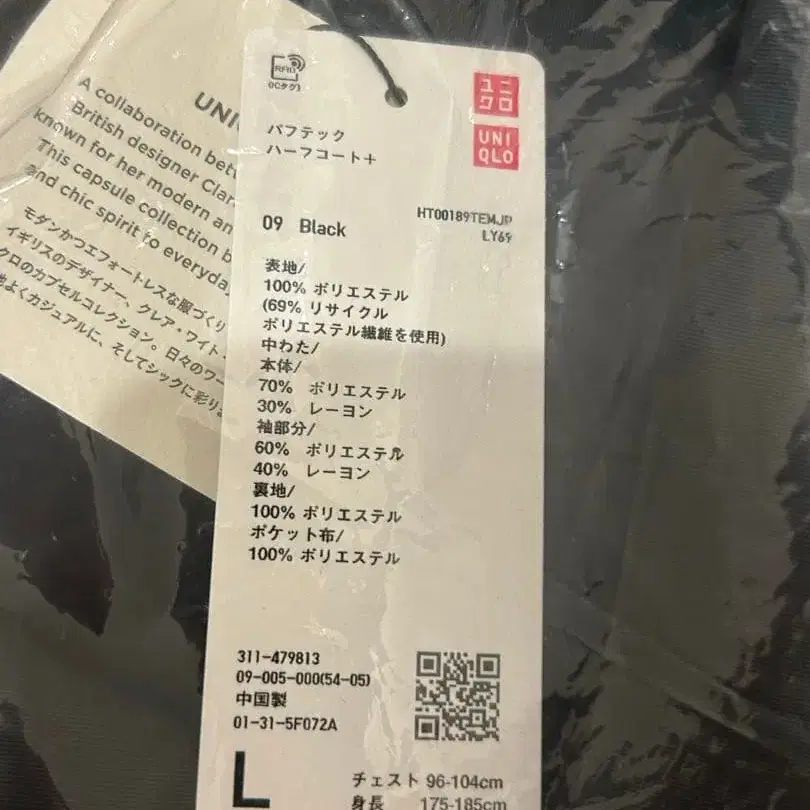 UNI
A collaboration bet
British designer Clar
known for her modern an
This capsule collection b
and chic spirit to everyda
モダンかつエフォートレスな服づくり
イギリスのデザイナー、クレア・ワイト・
クロのカプセルコレクション。日々のワー
地よくカジュアルに、そしてシックに彩り
RFID
(ICタグ)
ユニ
クロ
UNI
QLO
パフテック
ハーフコート+
HT00189TEMJP
LY69
09 Black
表地/
100% ポリエステル
(69% リサイクル
ポリエステル繊維を使用)
中わた/
本体/
70% ポリエステル
30% レーヨン
袖部分/
60% ポリエステル
40% レーヨン
裏地/
100% ポリエステル
ポケット布/
100% ポリエステル
311-479813
09-005-000(54-05)
中国製
01-31-5F072A
L
チェスト 96-104cm
身長 175-185cm